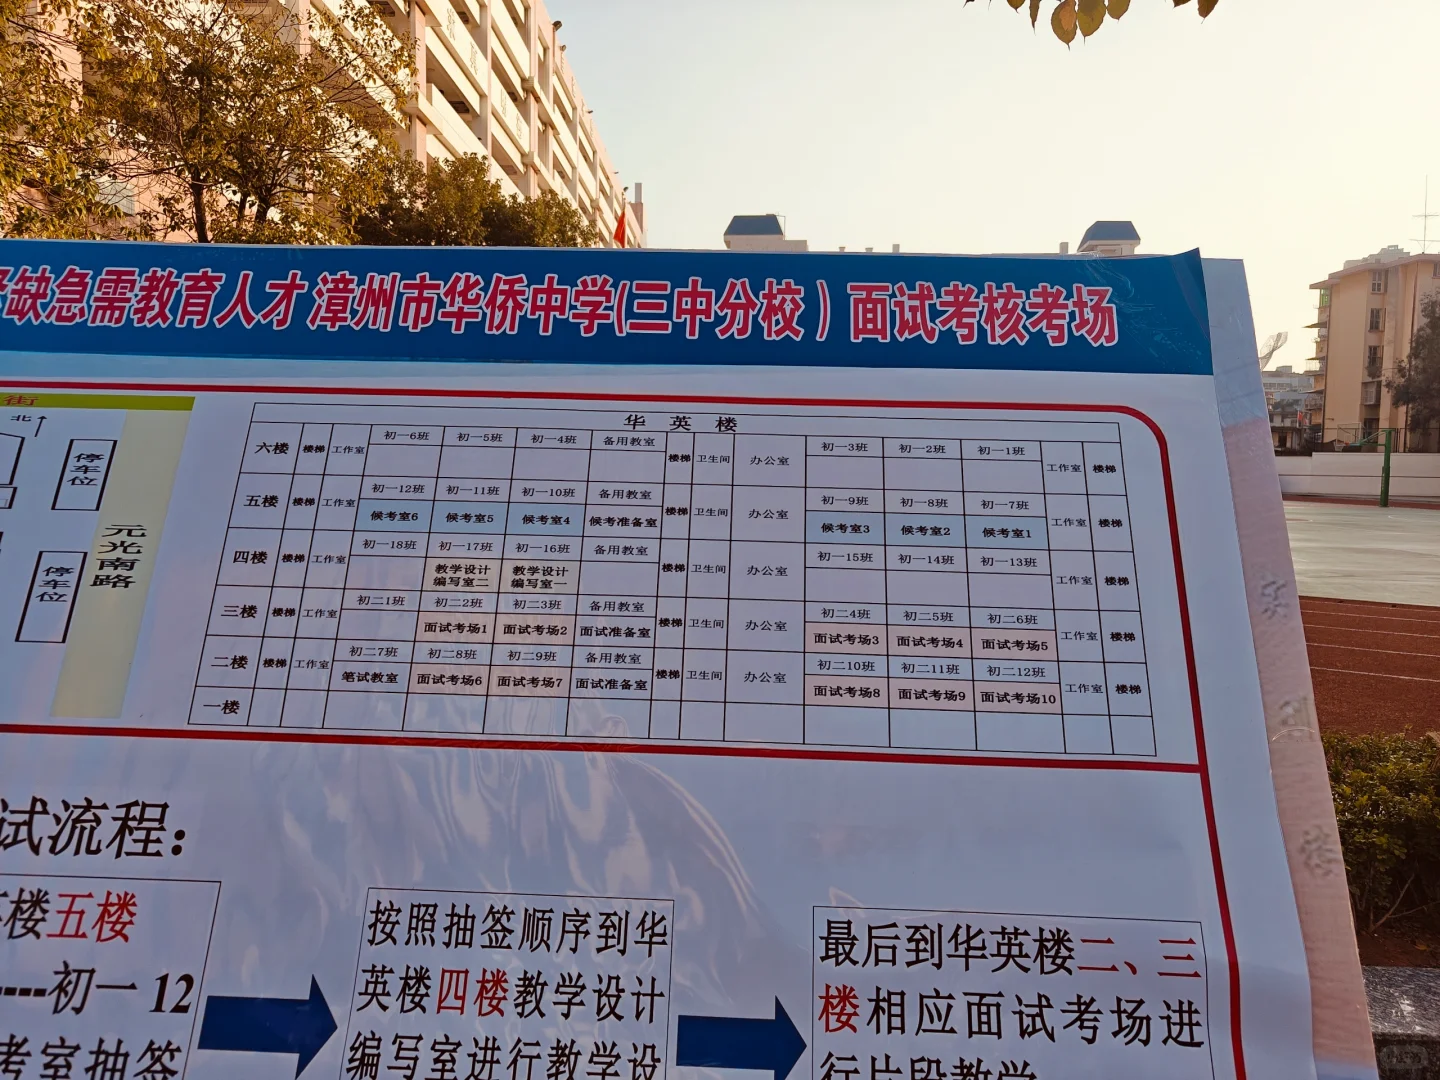 缺急需教育人才 漳州市华侨中学(三中分校）面试考核考场
街
北
停车位
停车位
元光南路
华 英 楼
六楼 楼梯 工作室 初一6班 初一5班 初一4班 备用教室 楼梯 卫生间 办公室 初一3班 初一2班 初一1班 工作室 楼梯
五楼 楼梯 工作室 初一12班 初一11班 初一10班 备用教室 楼梯 卫生间 办公室 初一9班 初一8班 初一7班 工作室 楼梯
候考室6 候考室5 候考室4 候考准备室 候考室3 候考室2 候考室1
四楼 楼梯 工作室 初一18班 初一17班 初一16班 备用教室 楼梯 卫生间 办公室 初一15班 初一14班 初一13班 工作室 楼梯
教学设计 教学设计
编写室二 编写室一
三楼 楼梯 工作室 初二1班 初二2班 初二3班 备用教室 楼梯 卫生间 办公室 初二4班 初二5班 初二6班 工作室 楼梯
面试考场1 面试考场2 面试准备室 面试考场3 面试考场4 面试考场5
二楼 楼梯 工作室 初二7班 初二8班 初二9班 备用教室 楼梯 卫生间 办公室 初二10班 初二11班 初二12班 工作室 楼梯
笔试教室 面试考场6 面试考场7 面试准备室 面试考场8 面试考场9 面试考场10
一楼
试流程：
楼五楼
----初一 12
考室抽签
按照抽签顺序到华
英楼四楼教学设计
编写室进行教学设
最后到华英楼二、三
楼相应面试考场进
行片段教学